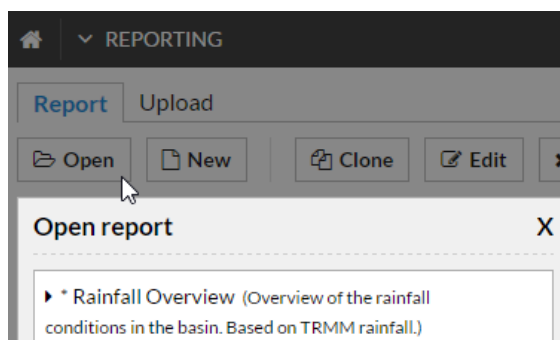 REPORTING
Report Upload
Open New Clone Edit
Open report X
* Rainfall Overview (Overview of the rainfall
conditions in the basin. Based on TRMM rainfall.)